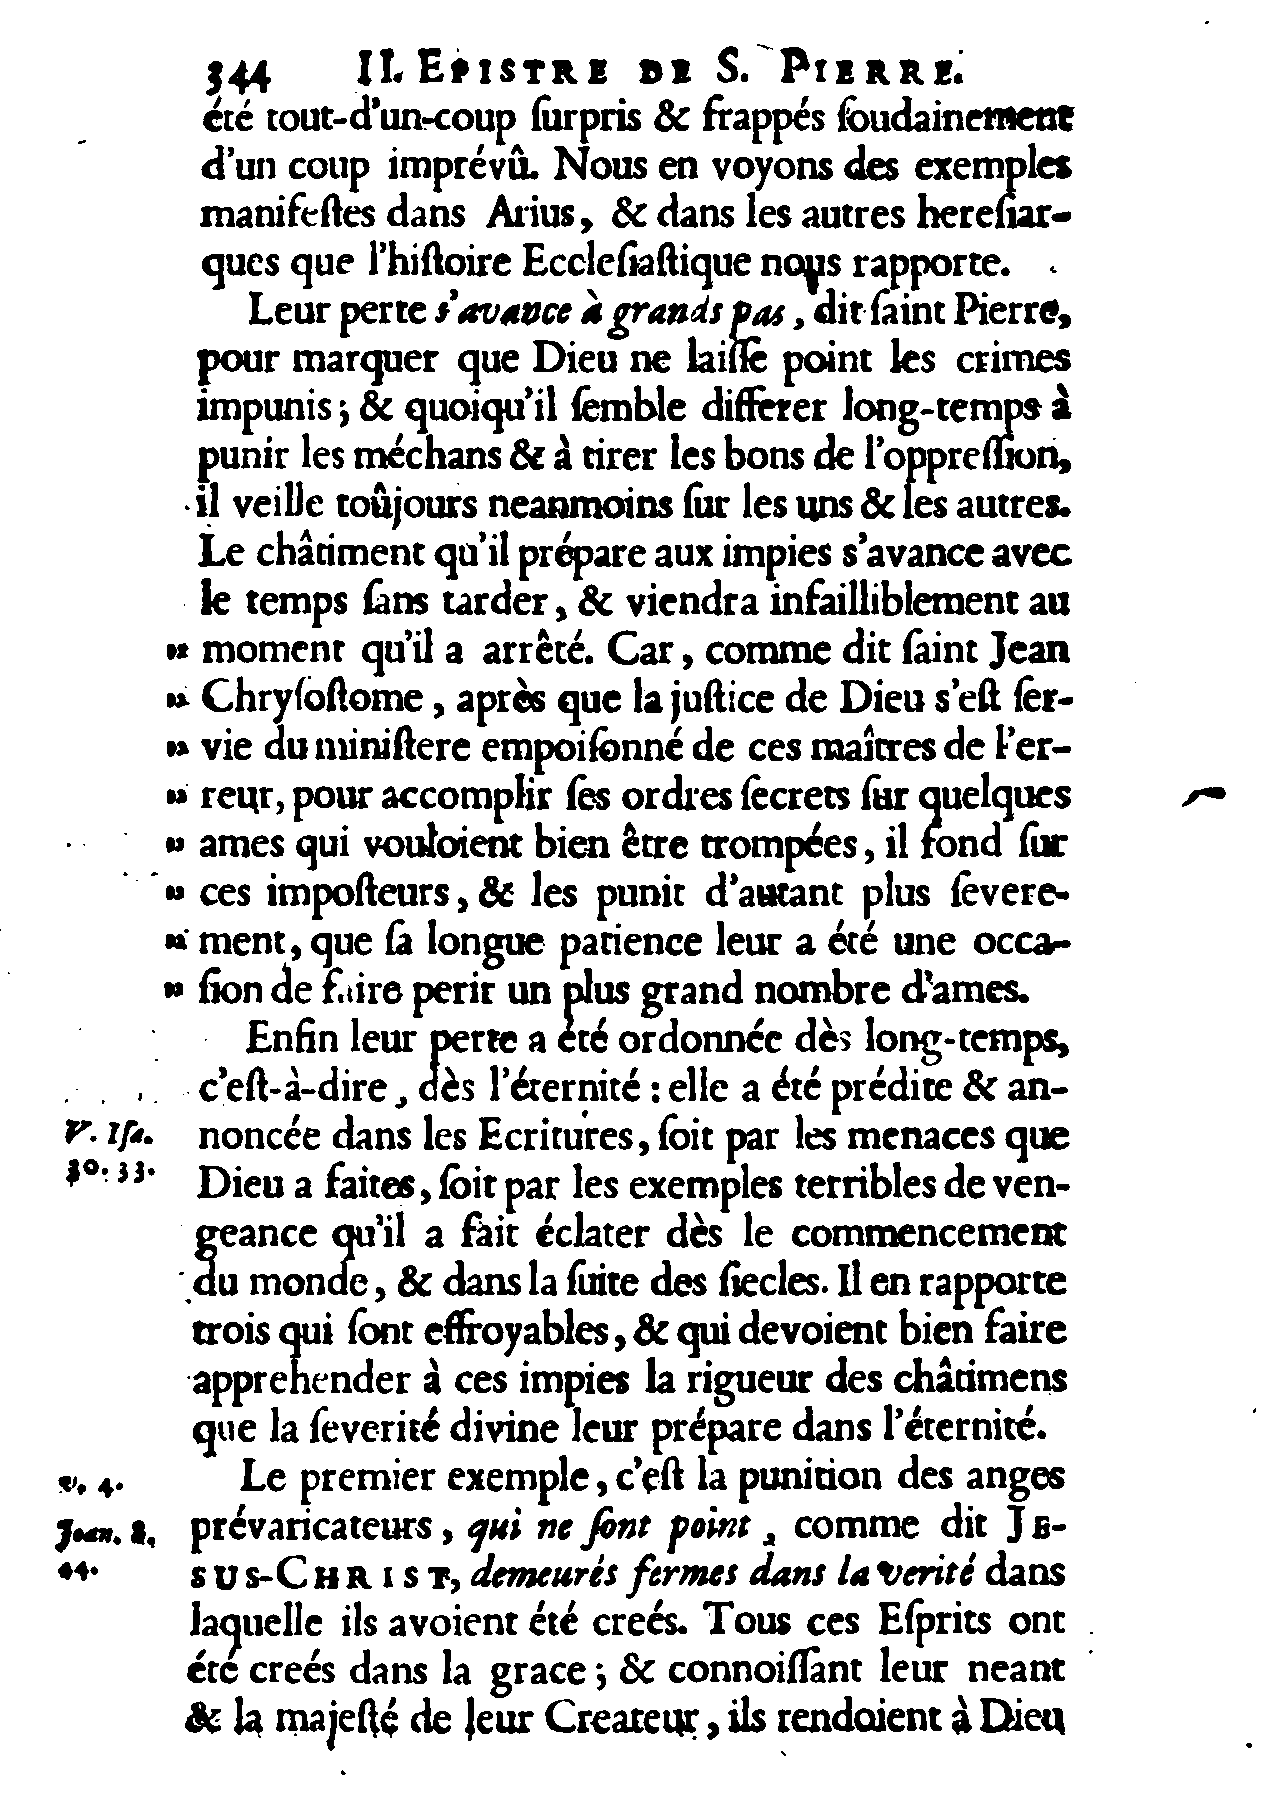 344 II. EPISTRE DE S. PIERRE.
été tout-d'un-coup ſurpris & frappés ſoudainement
d'un coup imprévû. Nous en voyons des exemples
manifeſtes dans Arius, & dans les autres hereſiar-
ques que l'hiſtoire Eccleſiaſtique nous rapporte.
Leur perte s'avance à grands pas, dit ſaint Pierre,
pour marquer que Dieu ne laiſſe point les crimes
impunis; & quoiqu'il ſemble differer long-temps à
punir les méchans & à tirer les bons de l'oppreſſion,
il veille toûjours neanmoins ſur les uns & les autres.
Le châtiment qu'il prépare aux impies s'avance avec
le temps ſans tarder, & viendra infailliblement au
" moment qu'il a arrêté. Car, comme dit ſaint Jean
" Chryſoſtome, après que la juſtice de Dieu s'eſt ſer-
" vie du miniſtere empoiſonné de ces maîtres de l'er-
" reur, pour accomplir ſes ordres ſecrets ſur quelques
" ames qui vouloient bien être trompées, il fond ſur
" ces impoſteurs, & les punit d'autant plus ſevere-
" ment, que ſa longue patience leur a été une occa-
" ſion de faire perir un plus grand nombre d'ames.
Enfin leur perte a été ordonnée dès long-temps,
c'eſt-à-dire, dès l'éternité : elle a été prédite & an-
V. Iſa. noncée dans les Ecritures, ſoit par les menaces que
30. 33. Dieu a faites, ſoit par les exemples terribles de ven-
geance qu'il a fait éclater dès le commencement
du monde, & dans la ſuite des ſiecles. Il en rapporte
trois qui ſont effroyables, & qui devoient bien faire
apprehender à ces impies la rigueur des châtimens
que la ſeverité divine leur prépare dans l'éternité.
v. 4. Le premier exemple, c'eſt la punition des anges
Joan. 8. prévaricateurs, qui ne ſont point, comme dit JE-
44. SUS-CHRIST, demeurés fermes dans la verité dans
laquelle ils avoient été creés. Tous ces Eſprits ont
été creés dans la grace; & connoiſſant leur neant
& la majeſté de leur Createur, ils rendoient à Dieu